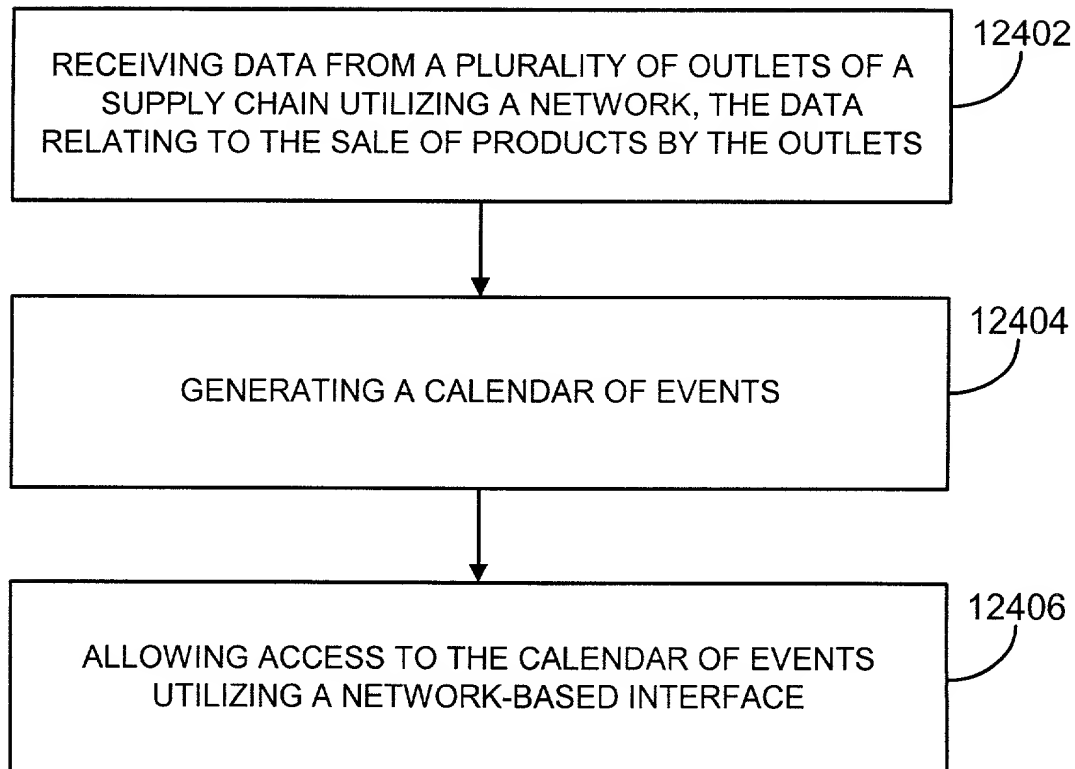 12402
RECEIVING DATA FROM A PLURALITY OF OUTLETS OF A
SUPPLY CHAIN UTILIZING A NETWORK, THE DATA
RELATING TO THE SALE OF PRODUCTS BY THE OUTLETS
12404
GENERATING A CALENDAR OF EVENTS
12406
ALLOWING ACCESS TO THE CALENDAR OF EVENTS
UTILIZING A NETWORK-BASED INTERFACE